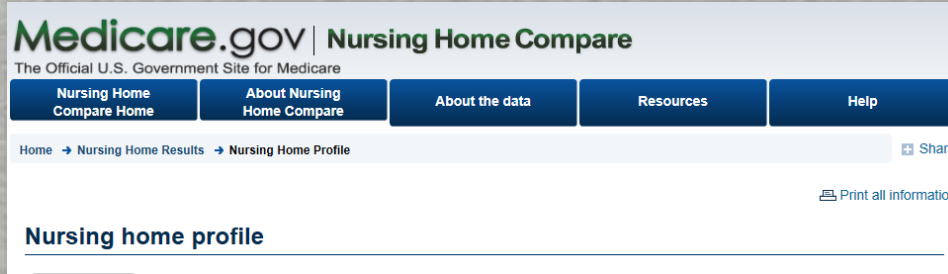 Medicare.gov | Nursing Home Compare
The Official U.S. Government Site for Medicare
Nursing Home Compare Home
About Nursing Home Compare
About the data
Resources
Help
Home → Nursing Home Results → Nursing Home Profile
Shar
Print all informatio
Nursing home profile